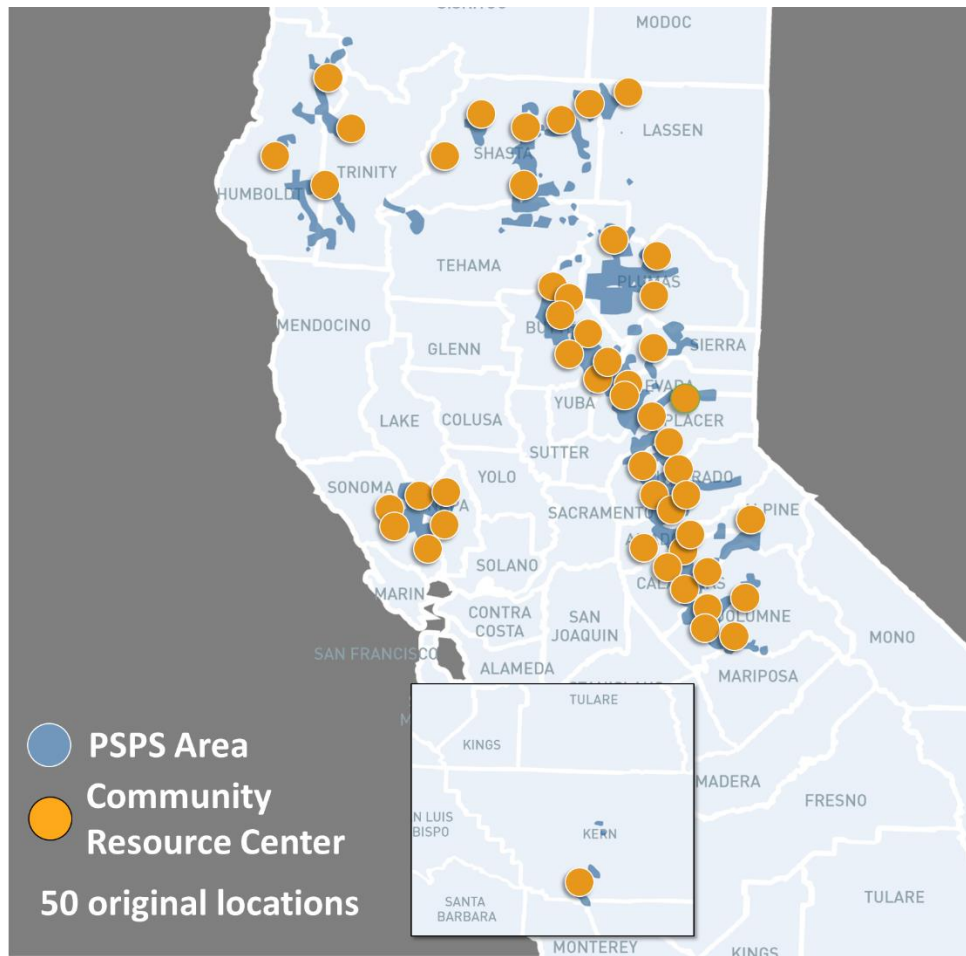 MODOC
LASSEN
SHASTA
TRINITY
HUMBOLDT
TEHAMA
PLUMAS
MENDOCINO
GLENN
SIERRA
YUBA
LAKE
COLUSA
PLACER
SUTTER
SONOMA
YOLO
SACRAMENTO
SOLANO
MARIN
CONTRA
COSTA
SAN
JOAQUIN
MONO
SAN FRANCISCO
ALAMEDA
MARIPOSA
TULARE
KINGS
MADERA
FRESNO
KERN
SANTA
BARBARA
TULARE
MONTEREY
KINGS
PSPS Area
Community
Resource Center
50 original locations